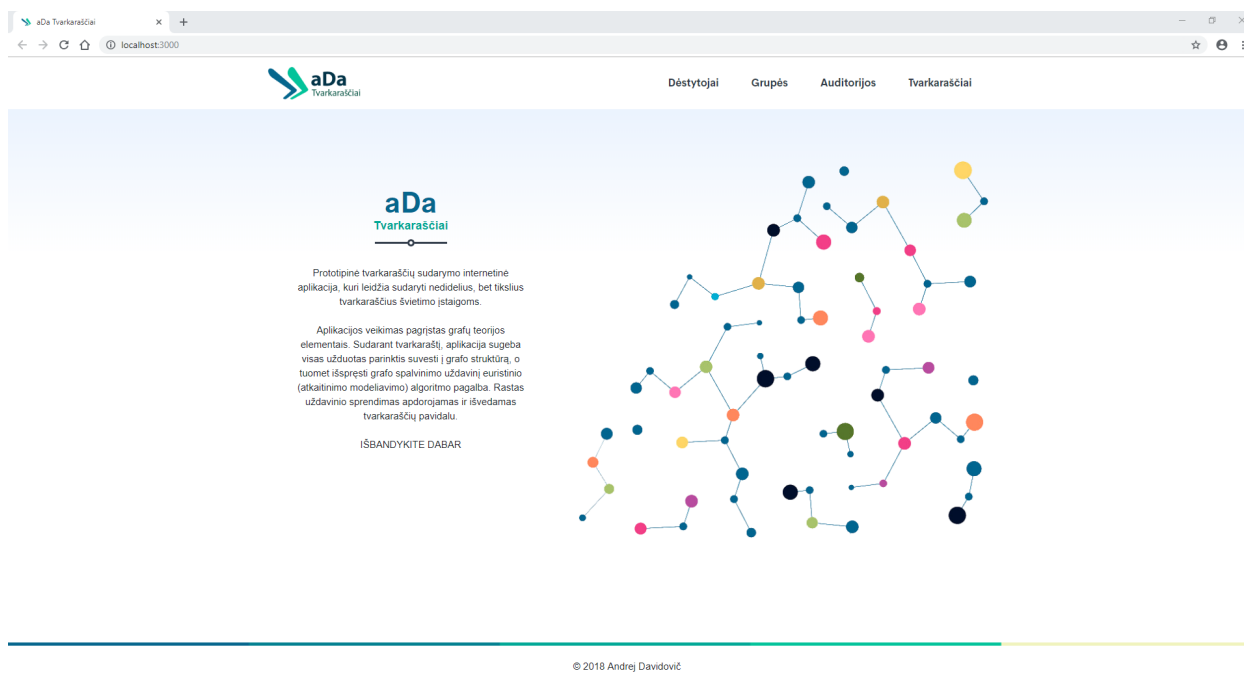 aDa Tvarkaraščiai
localhost:3000
aDa
Tvarkaraščiai
Dėstytojai Grupės Auditorijos Tvarkaraščiai
aDa
Tvarkaraščiai
Prototipinė tvarkaraščių sudarymo internetinė
aplikacija, kuri leidžia sudaryti nedidelius, bet tikslius
tvarkaraščius švietimo įstaigoms.
Aplikacijos veikimas pagrįstas grafų teorijos
elementais. Sudarant tvarkaraštį, aplikacija sugeba
visas užduotas parinktis suvesti į grafo struktūrą, o
tuomet išspręsti grafo spalvinimo uždavinį euristinio
(atkaitinimo modeliavimo) algoritmo pagalba. Rastas
uždavinio sprendimas apdorojamas ir išvedamas
tvarkaraščių pavidalu.
IŠBANDYKITE DABAR
© 2018 Andrej Davidovič